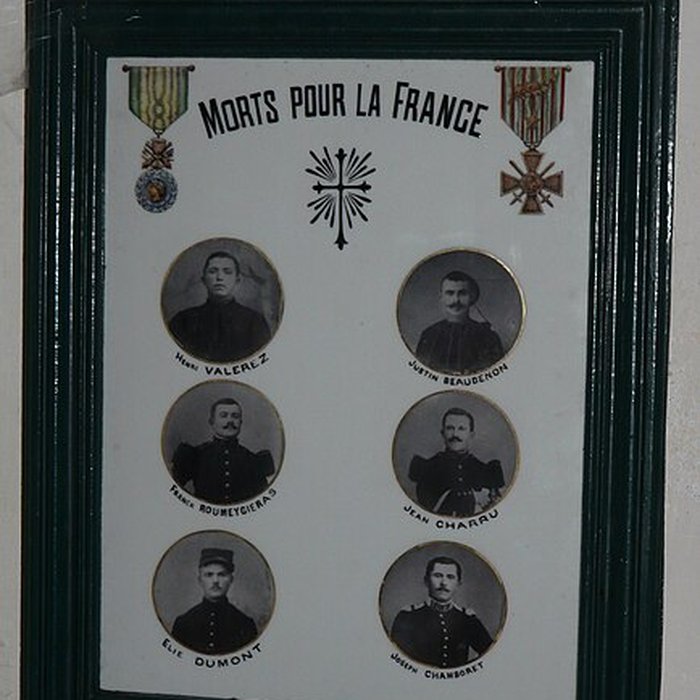 MORTS POUR LA FRANCE
HENRI VALEREZ
JUSTIN BEAUDENON
FRANCK ROUMEYGIERAS
JEAN CHARRU
ELIE DUMONT
JOSEPH CHAMBORET